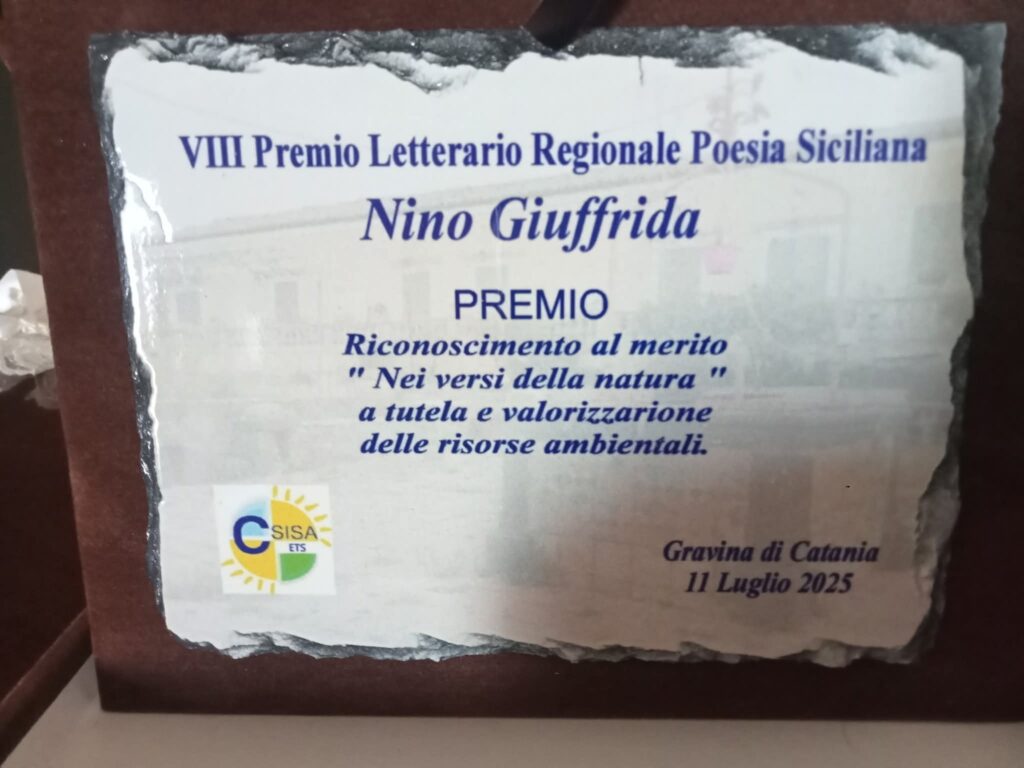 VIII Premio Letterario Regionale Poesia Siciliana
Nino Giuffrida
PREMIO
Riconoscimento al merito
" Nei versi della natura "
a tutela e valorizzarione
delle risorse ambientali.
CSISA
ETS
Gravina di Catania
11 Luglio 2025